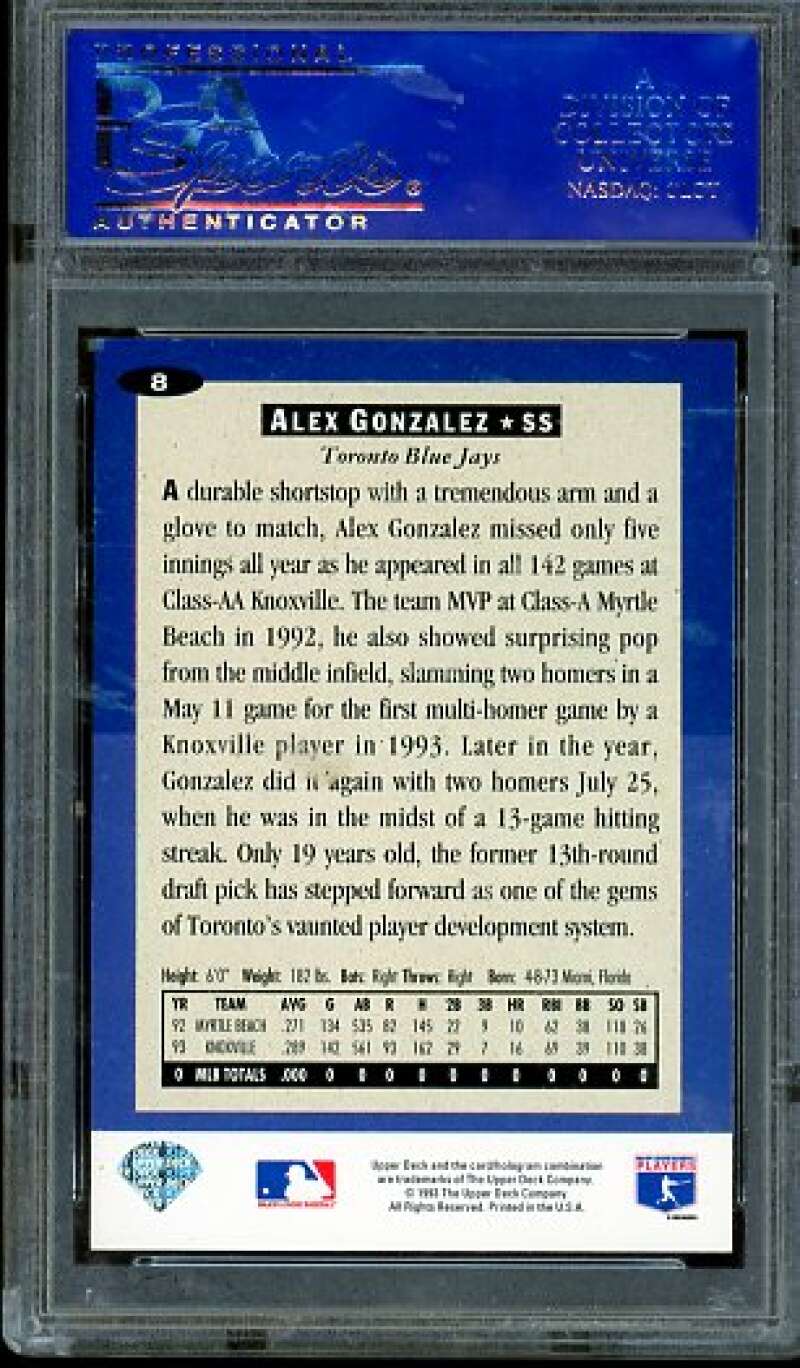 PROFESSIONAL
PSA
Sports®
AUTHENTICATOR
A
DIVISION OF
COLLECTORS
UNIVERSE
NASDAQ: CLCT
8
ALEX GONZALEZ ★ SS
Toronto Blue Jays
A durable shortstop with a tremendous arm and a
glove to match, Alex Gonzalez missed only five
innings all year as he appeared in all 142 games at
Class-AA Knoxville. The team MVP at Class-A Myrtle
Beach in 1992, he also showed surprising pop
from the middle infield, slamming two homers in a
May 11 game for the first multi-homer game by a
Knoxville player in 1993. Later in the year,
Gonzalez did it again with two homers July 25,
when he was in the midst of a 13-game hitting
streak. Only 19 years old, the former 13th-round
draft pick has stepped forward as one of the gems
of Toronto's vaunted player development system.
Height: 6'0" Weight: 182 lbs. Bats: Right Throws: Right Born: 4-8-73 Miami, Florida
YR TEAM AVG G AB R H 2B 3B HR RBI BB SO SB
92 MYRTLE BEACH .271 134 535 82 145 22 9 10 62 38 118 26
93 KNOXVILLE .289 142 561 93 162 29 7 16 69 39 110 38
0 MLB TOTALS .000 0 0 0 0 0 0 0 0 0 0 0
Upper Deck and the card/hologram combination
are trademarks of The Upper Deck Company.
© 1993 The Upper Deck Company.
All Rights Reserved. Printed in the U.S.A.
PLAYERS